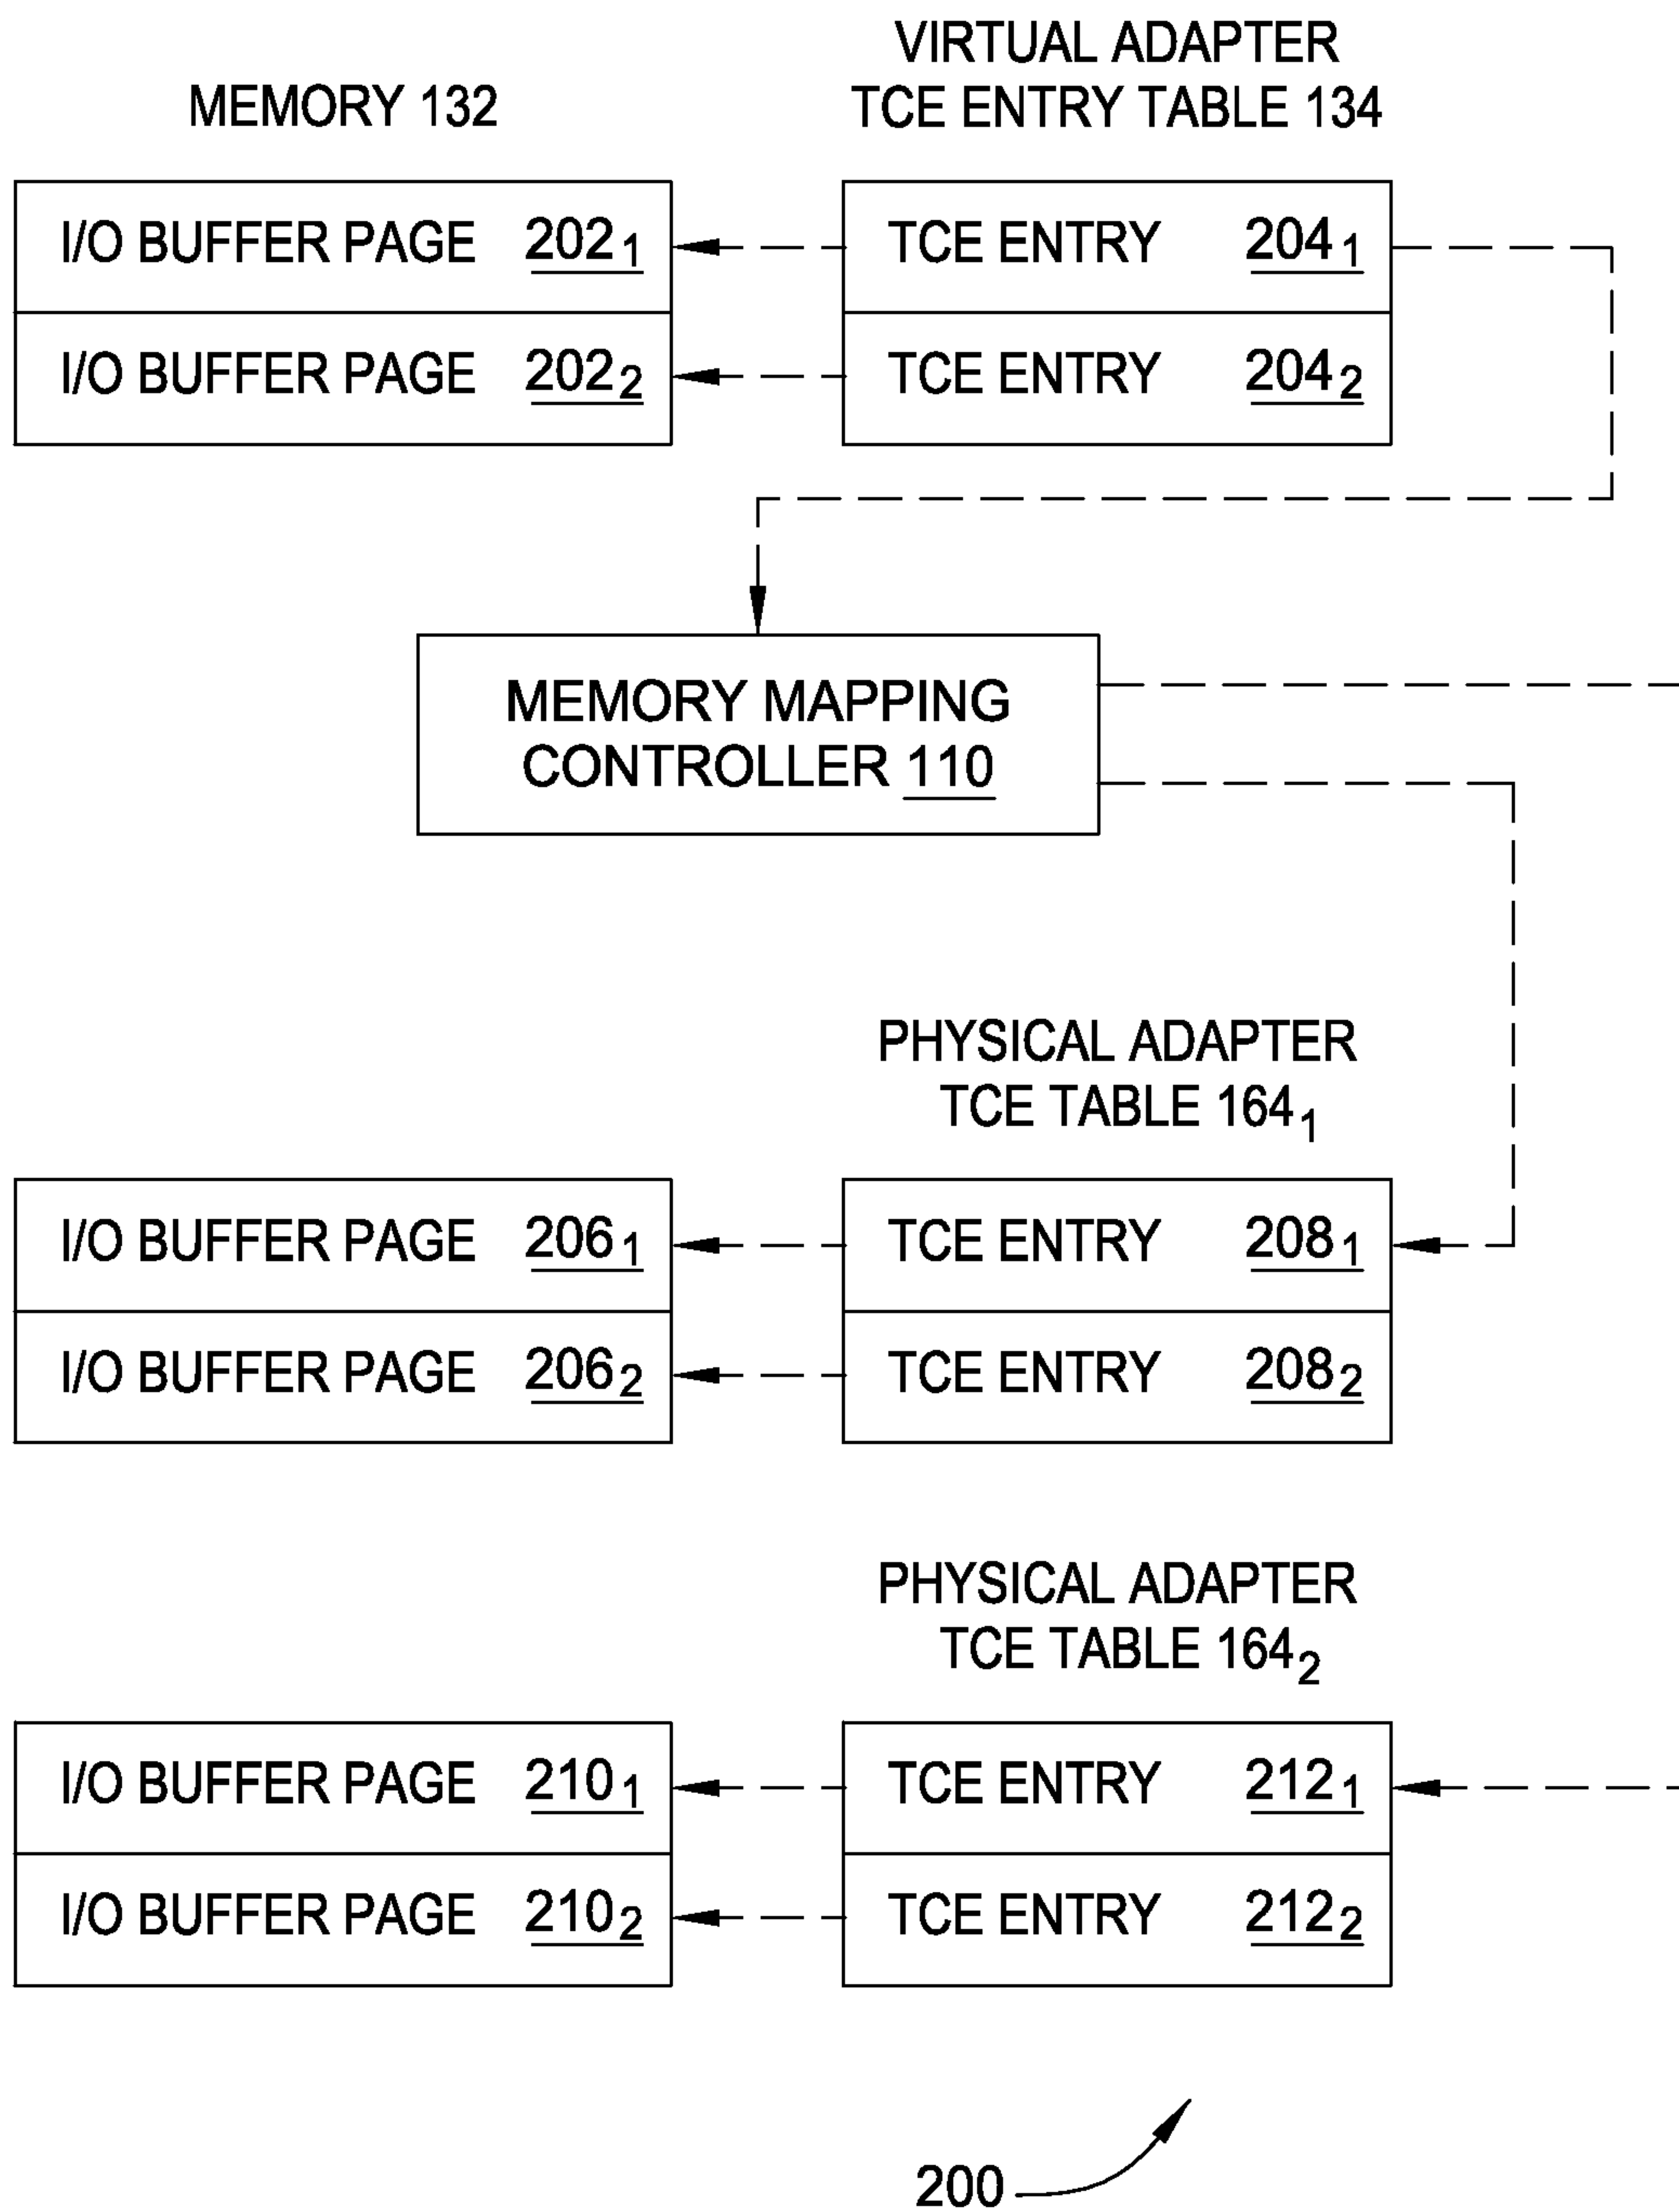 MEMORY 132
VIRTUAL ADAPTER
TCE ENTRY TABLE 134
I/O BUFFER PAGE 202₁
TCE ENTRY 204₁
I/O BUFFER PAGE 202₂
TCE ENTRY 204₂
MEMORY MAPPING
CONTROLLER 110
PHYSICAL ADAPTER
TCE TABLE 164₁
I/O BUFFER PAGE 206₁
TCE ENTRY 208₁
I/O BUFFER PAGE 206₂
TCE ENTRY 208₂
PHYSICAL ADAPTER
TCE TABLE 164₂
I/O BUFFER PAGE 210₁
TCE ENTRY 212₁
I/O BUFFER PAGE 210₂
TCE ENTRY 212₂
200